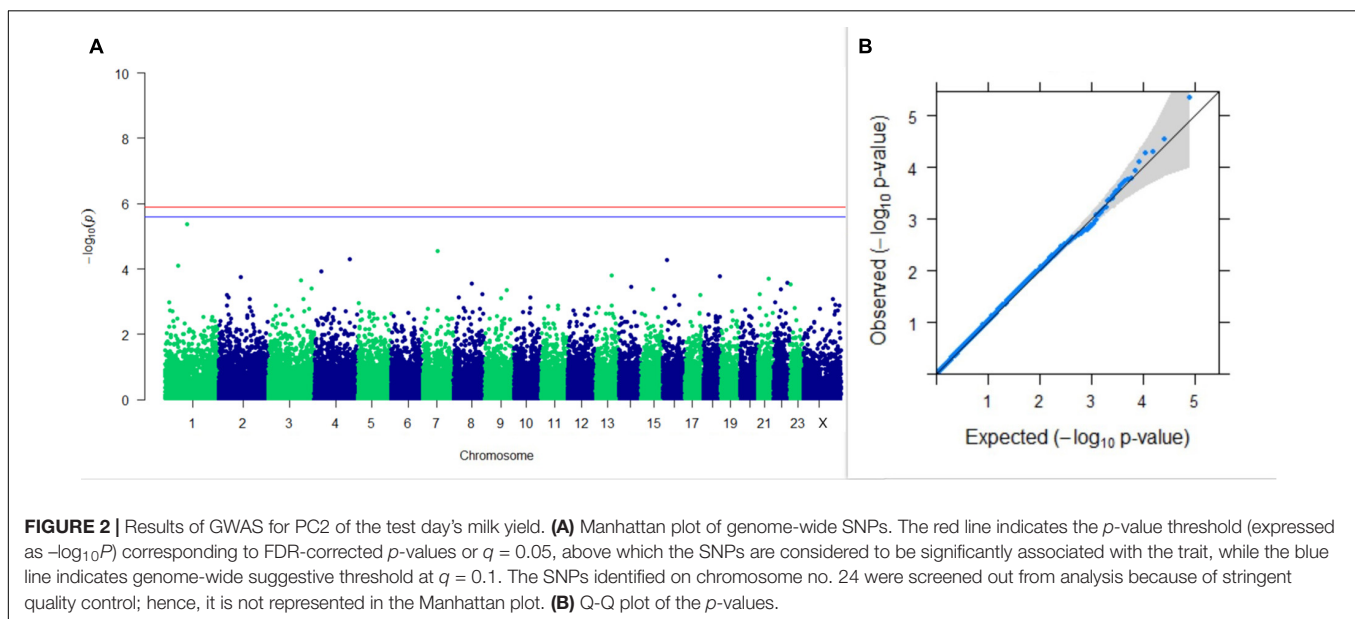 A
10
8
6
4
2
0
−log10(p)
1 2 3 4 5 6 7 8 9 10 11 12 13 15 17 19 21 23 X
Chromosome
B
5
4
3
2
1
Observed (−log10 p-value)
1 2 3 4 5
Expected (−log10 p-value)
FIGURE 2 | Results of GWAS for PC2 of the test day's milk yield. (A) Manhattan plot of genome-wide SNPs. The red line indicates the p-value threshold (expressed
as –log10P) corresponding to FDR-corrected p-values or q = 0.05, above which the SNPs are considered to be significantly associated with the trait, while the blue
line indicates genome-wide suggestive threshold at q = 0.1. The SNPs identified on chromosome no. 24 were screened out from analysis because of stringent
quality control; hence, it is not represented in the Manhattan plot. (B) Q-Q plot of the p-values.